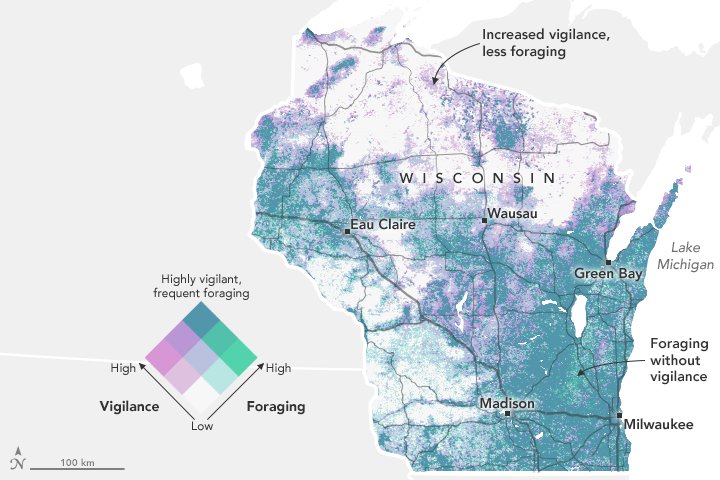 Increased vigilance,
less foraging
WISCONSIN
Wausau
Eau Claire
Lake
Michigan
Green Bay
Highly vigilant,
frequent foraging
High
High
Vigilance
Foraging
Low
Foraging
without
vigilance
Madison
Milwaukee
N
100 km